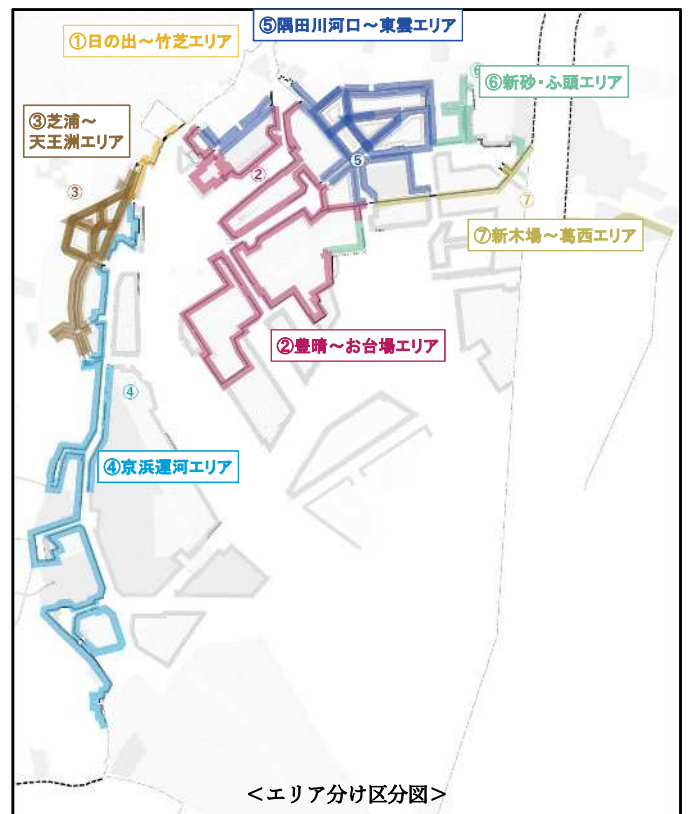 ⑤隅田川河口～東雲エリア
①日の出～竹芝エリア
⑥
⑥新砂・ふ頭エリア
③芝浦～
天王洲エリア
⑤
②
③
⑦
⑦新木場～葛西エリア
②豊晴～お台場エリア
④
④京浜運河エリア
＜エリア分け区分図＞